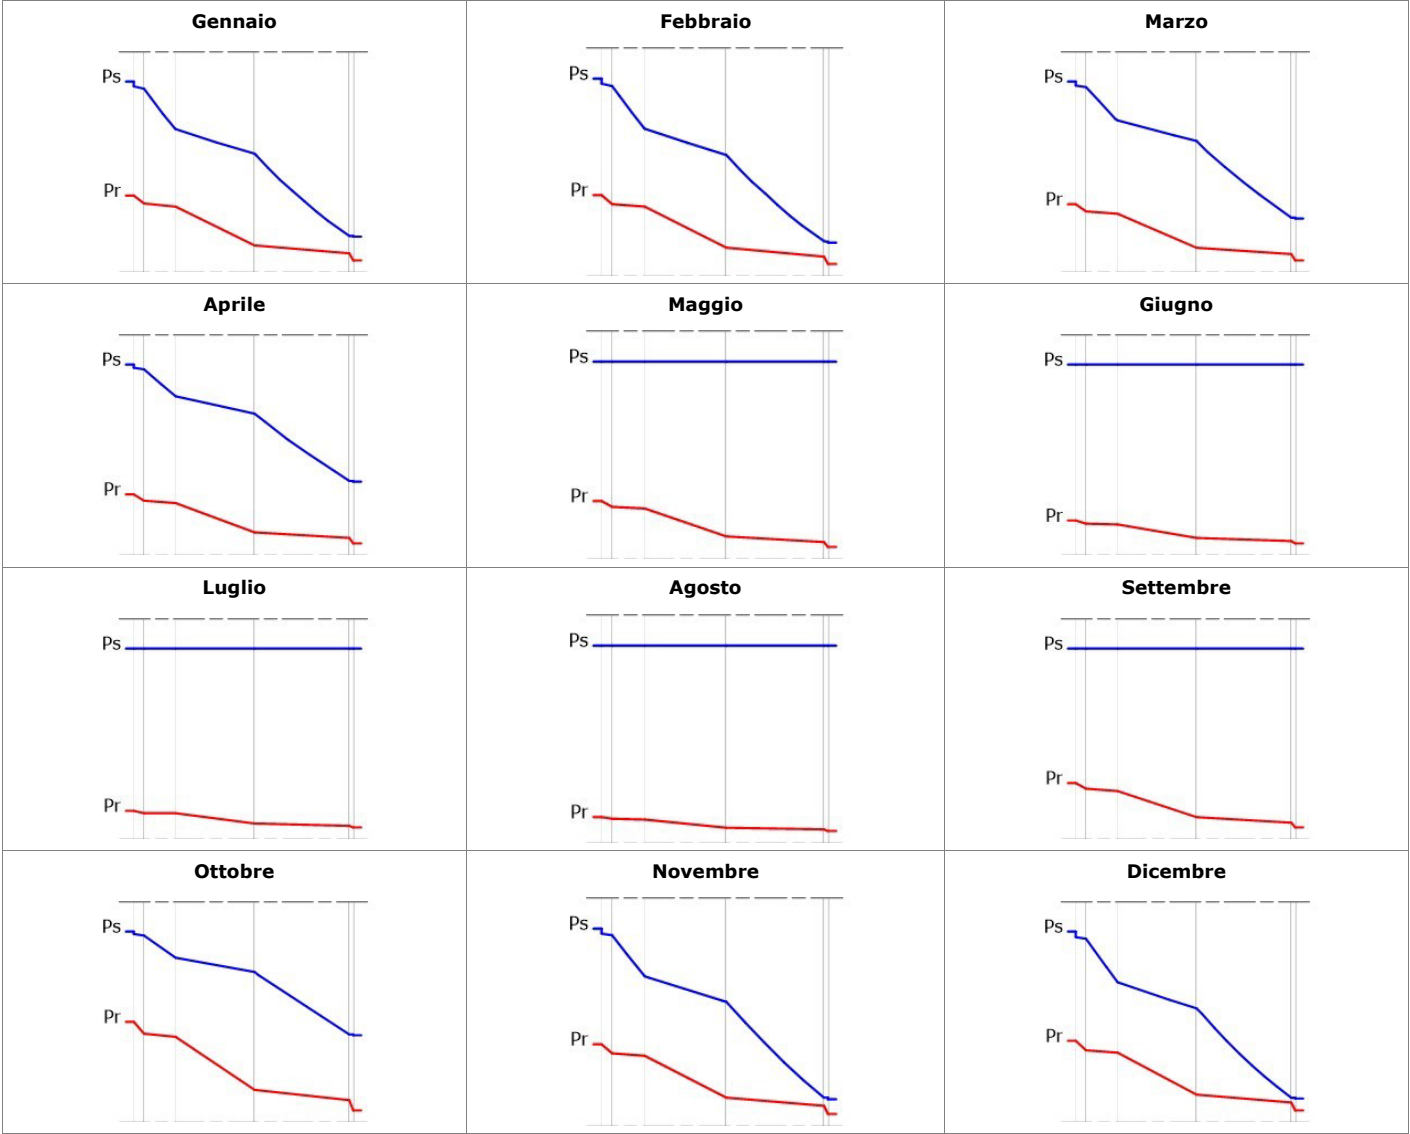 Gennaio
Febbraio
Marzo
Ps
Ps
Ps
Pr
Pr
Pr
Aprile
Maggio
Giugno
Ps
Ps
Ps
Pr
Pr
Pr
Luglio
Agosto
Settembre
Ps
Ps
Ps
Pr
Pr
Pr
Ottobre
Novembre
Dicembre
Ps
Ps
Ps
Pr
Pr
Pr